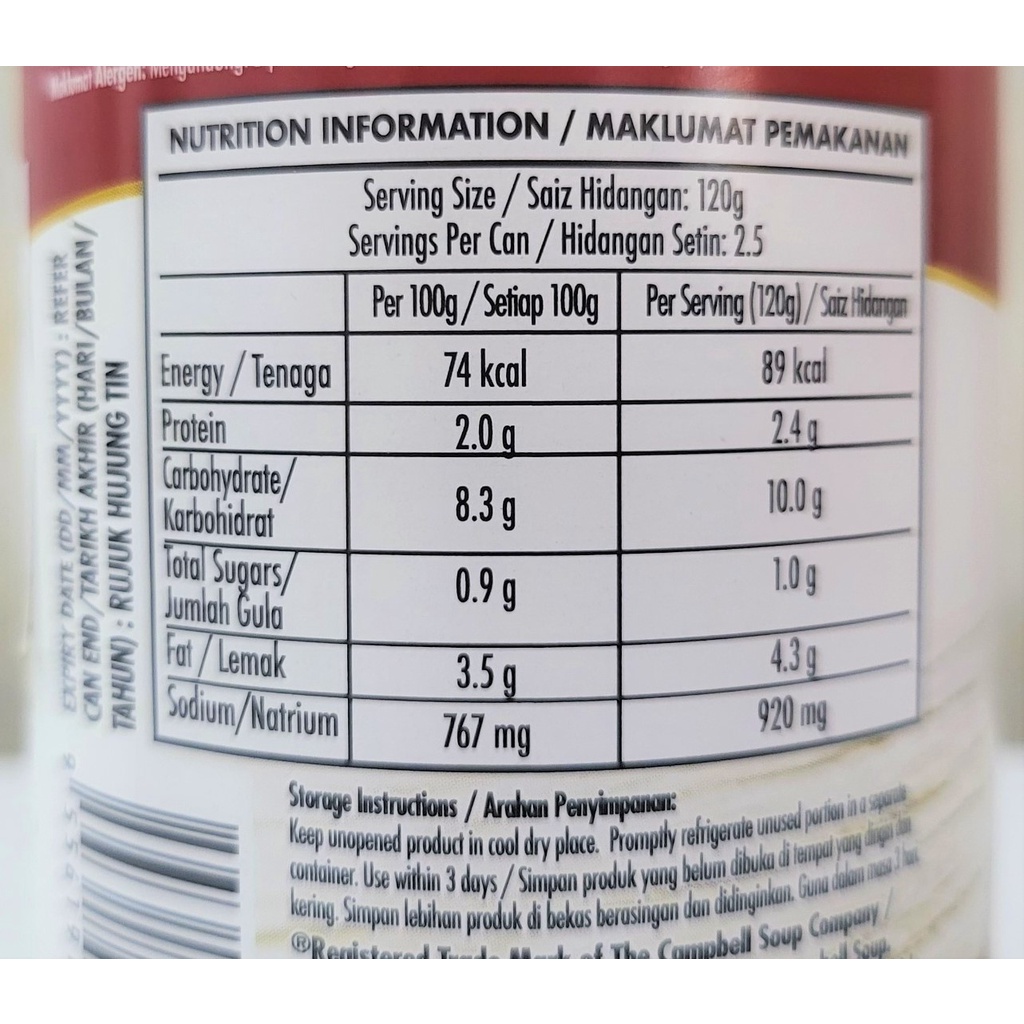 Maklumat Alergen:
NUTRITION INFORMATION / MAKLUMAT PEMAKANAN
Serving Size / Saiz Hidangan: 120g
Servings Per Can / Hidangan Setin: 2.5
Per 100g / Setiap 100g Per Serving (120g) / Saiz Hidangan
Energy / Tenaga 74 kcal 89 kcal
Protein 2.0 g 2.4 g
Carbohydrate/
Karbohidrat 8.3 g 10.0 g
Total Sugars/
Jumlah Gula 0.9 g 1.0 g
Fat / Lemak 3.5 g 4.3 g
Sodium/Natrium 767 mg 920 mg
EXPIRY DATE (DD/MM/YYYY) : REFER
CAN END/TARIKH AKHIR (HARI/BULAN/
TAHUN) : RUJUK HUJUNG TIN
Storage Instructions / Arahan Penyimpanan:
Keep unopened product in cool dry place. Promptly refrigerate unused portion in a separate
container. Use within 3 days / Simpan produk yang belum dibuka di tempat yang dingin dan
kering. Simpan lebihan produk di bekas berasingan dan didinginkan. Guna dalam masa 3 hari.
®Registered Trade Mark of The Campbell Soup Company /
Soup.